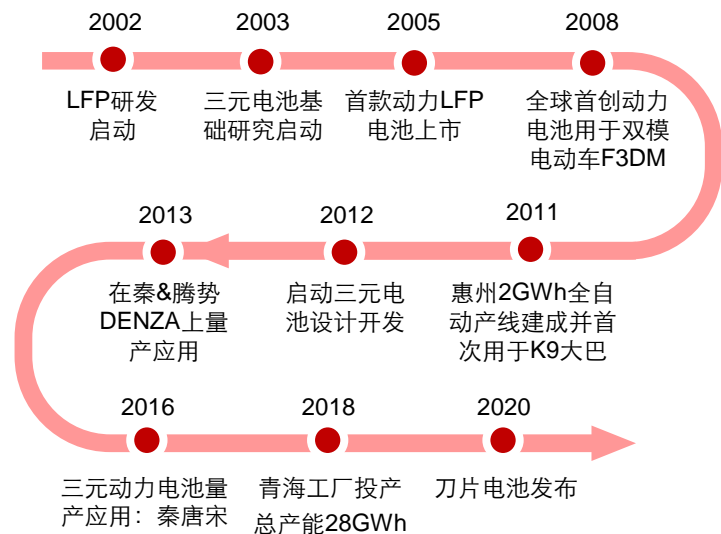 2002
LFP研发
启动
2003
三元电池基
础研究启动
2005
首款动力LFP
电池上市
2008
全球首创动力
电池用于双模
电动车F3DM
2011
惠州2GWh全自
动产线建成并首
次用于K9大巴
2012
启动三元电
池设计开发
2013
在秦&腾势
DENZA上量
产应用
2016
三元动力电池量
产应用：秦唐宋
2018
青海工厂投产
总产能28GWh
2020
刀片电池发布